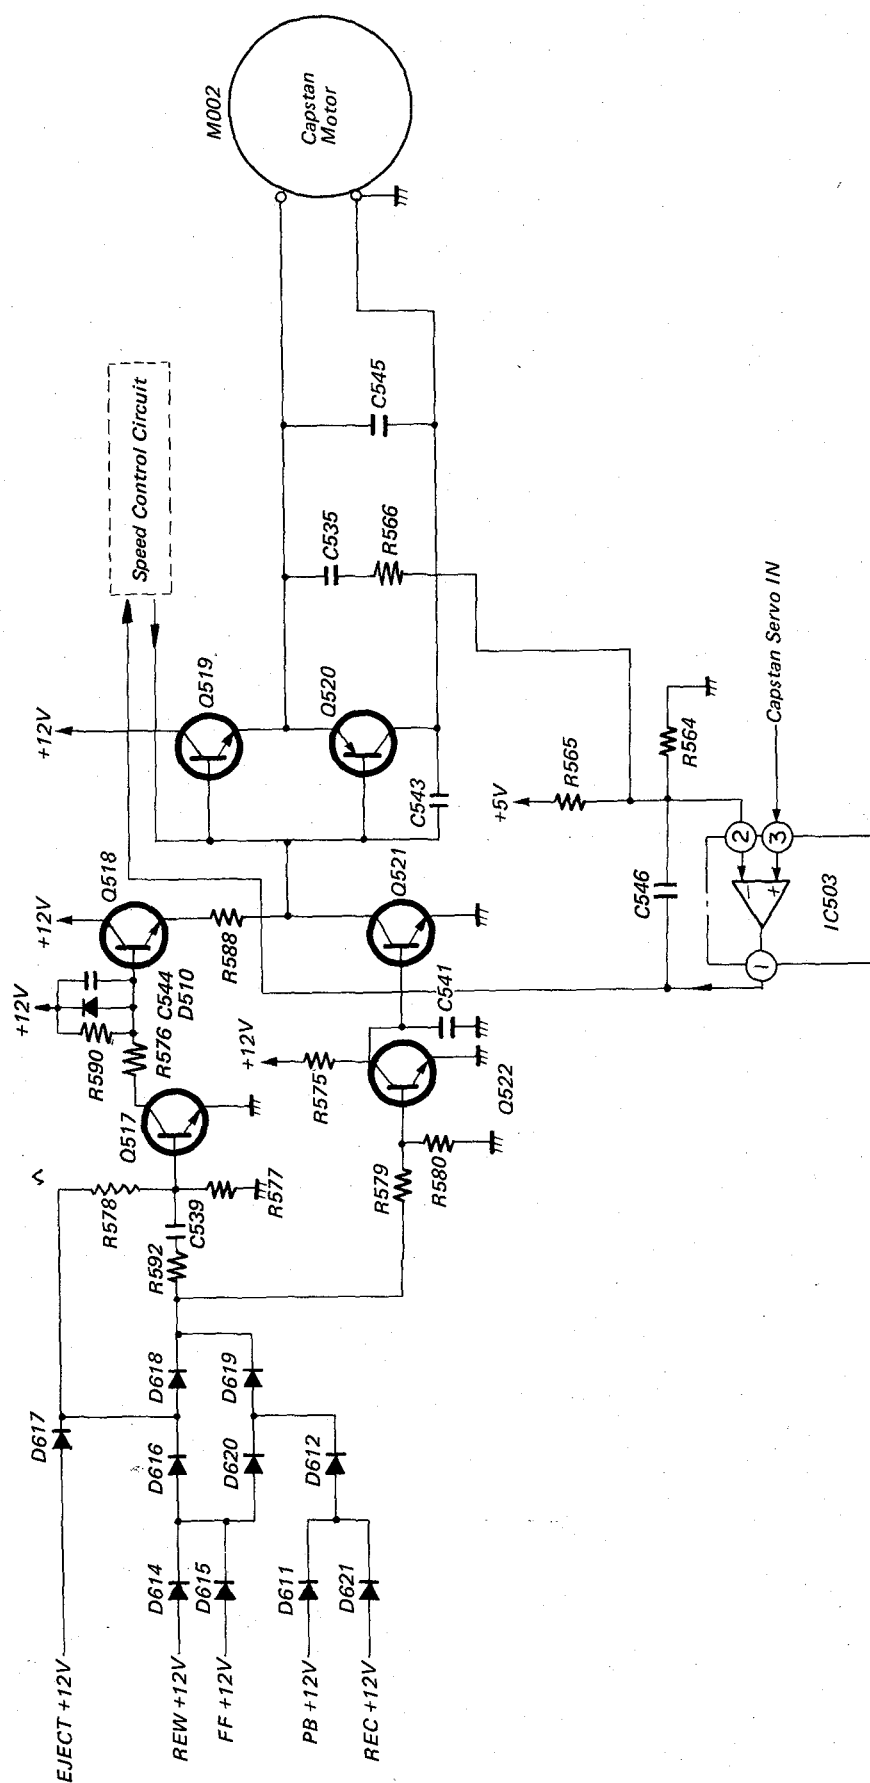 EJECT +12V
REW +12V
FF +12V
PB +12V
REC +12V
D617
D614
D615
D611
D621
D616
D620
D612
D618
D619
R578
R592
C539
R577
Q517
R579
R580
Q522
R575
+12V
R590
R576
C544
D510
+12V
C541
Q518
+12V
R588
Q521
Q519
+12V
Q520
C543
Speed Control Circuit
C535
R566
C545
M002
Capstan
Motor
+5V
R565
R564
C546
Capstan Servo IN
2
3
1
−
+
IC503